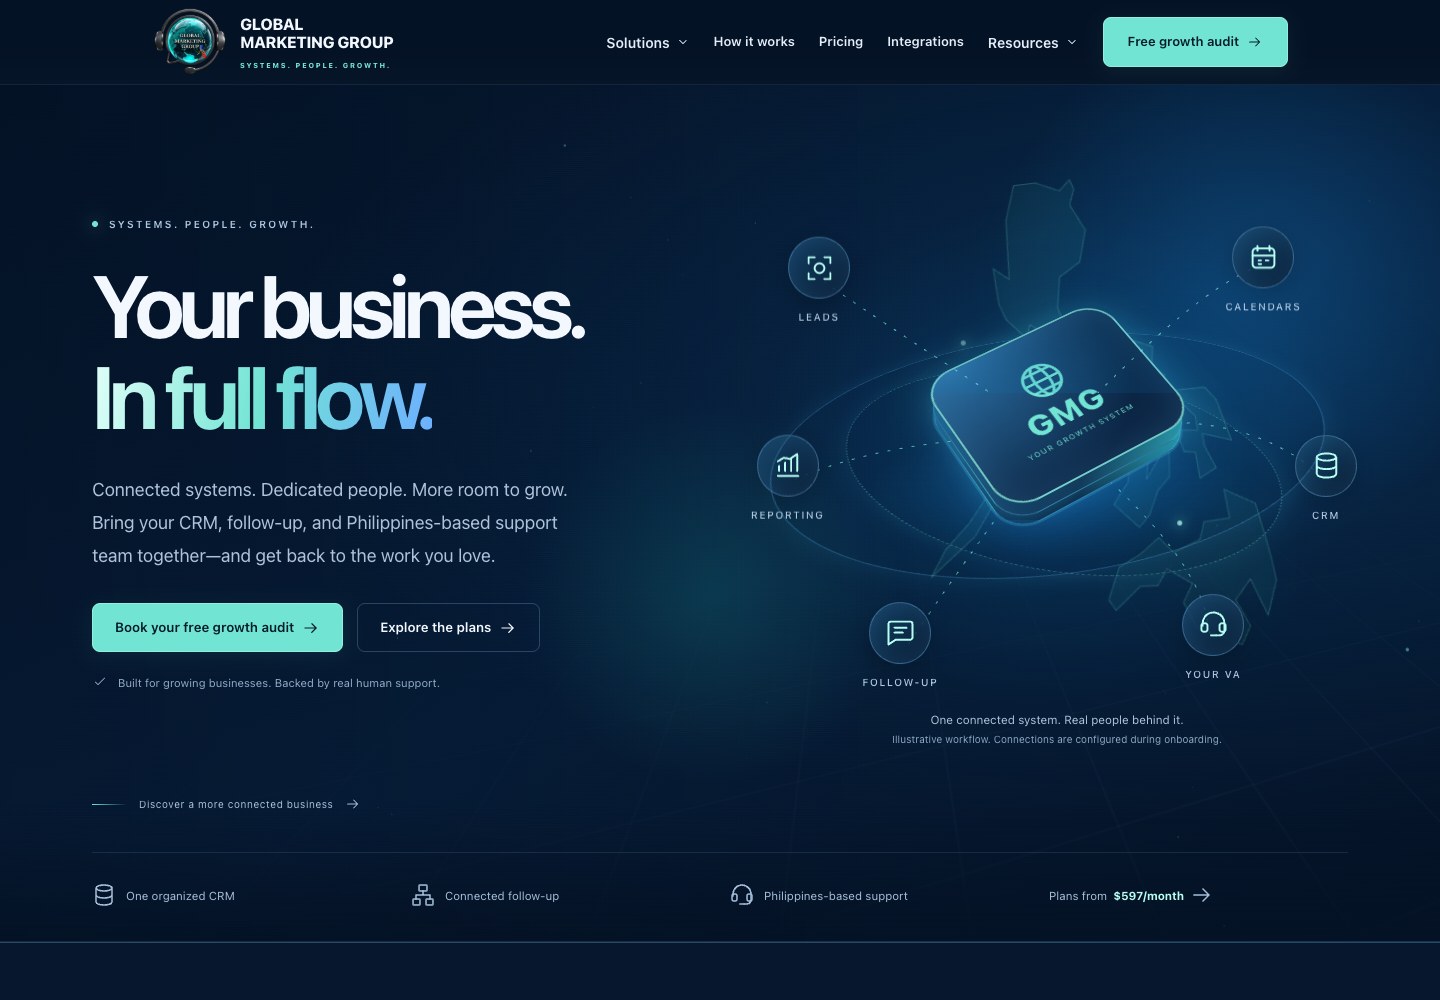 GLOBAL MARKETING GROUP
GLOBAL
MARKETING GROUP
SYSTEMS. PEOPLE. GROWTH.
Solutions
How it works
Pricing
Integrations
Resources
Free growth audit
SYSTEMS. PEOPLE. GROWTH.
Your business.
In full flow.
Connected systems. Dedicated people. More room to grow.
Bring your CRM, follow-up, and Philippines-based support
team together—and get back to the work you love.
Book your free growth audit
Explore the plans
Built for growing businesses. Backed by real human support.
LEADS
CALENDARS
GMG
YOUR GROWTH SYSTEM
REPORTING
CRM
FOLLOW-UP
YOUR VA
One connected system. Real people behind it.
Illustrative workflow. Connections are configured during onboarding.
Discover a more connected business
One organized CRM
Connected follow-up
Philippines-based support
Plans from $597/month